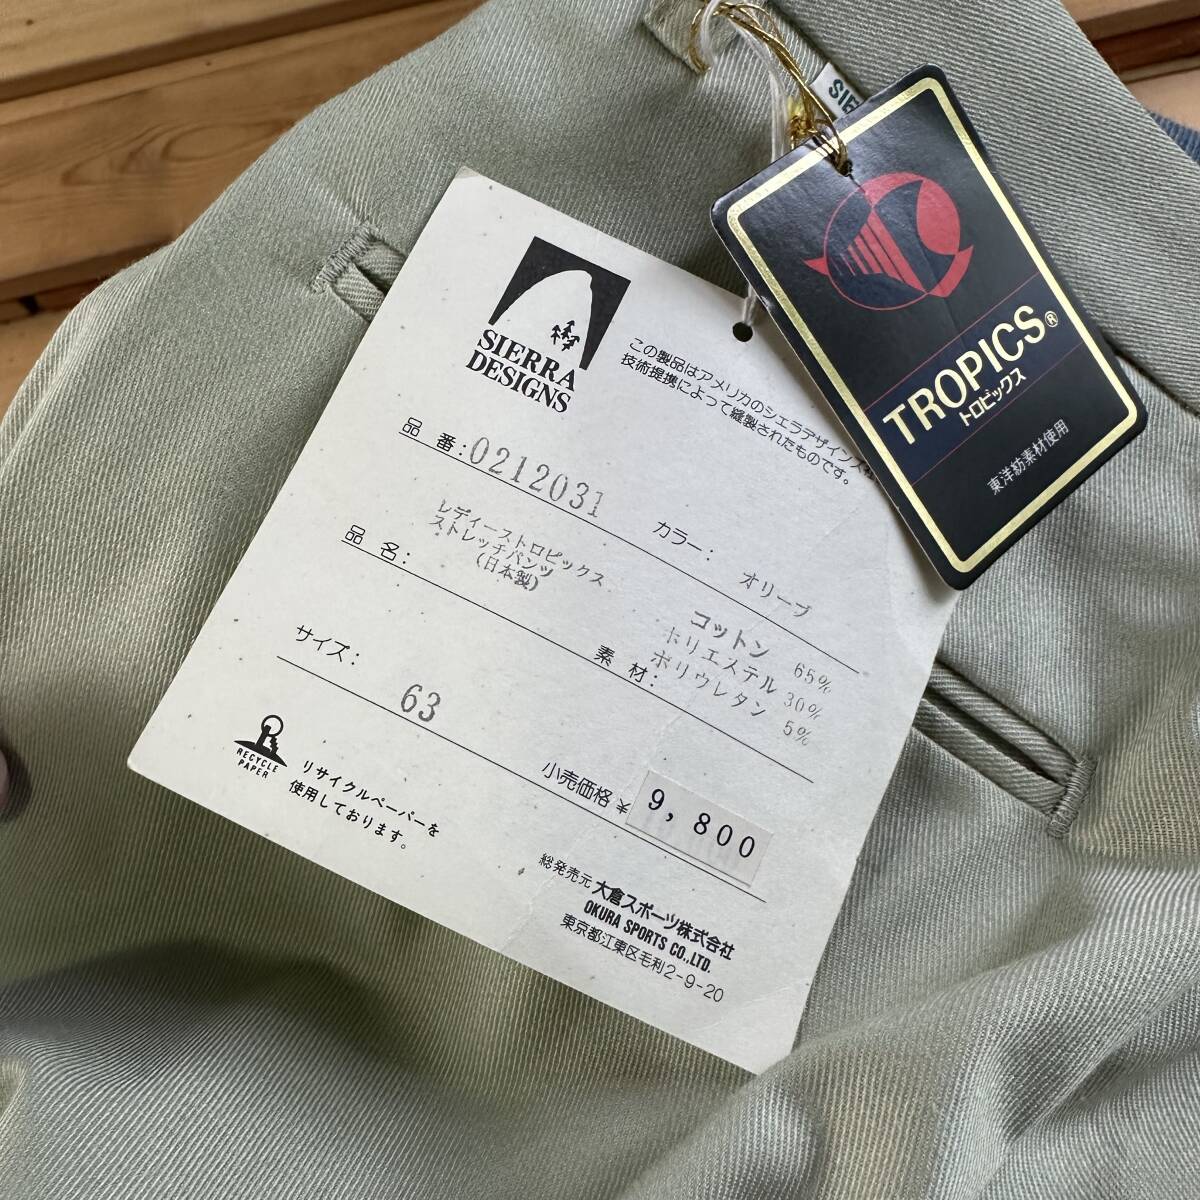 SIE
TROPICS®
トロピックス
東洋紡素材使用
SIERRA
DESIGNS
この製品はアメリカのシエラデザインズ社
技術提携によって縫製されたものです。
品 番: 0212031
カラー: オリーブ
品 名: レディーストロピックス
ストレッチパンツ
(日本製)
素 材: コットン 65%
ポリエステル 30%
ポリウレタン 5%
サイズ: 63
小売価格 ¥ 9,800
RECYCLE
PAPER
リサイクルペーパーを
使用しております。
総発売元 大倉スポーツ株式会社
OKURA SPORTS CO.,LTD.
東京都江東区毛利2-9-20